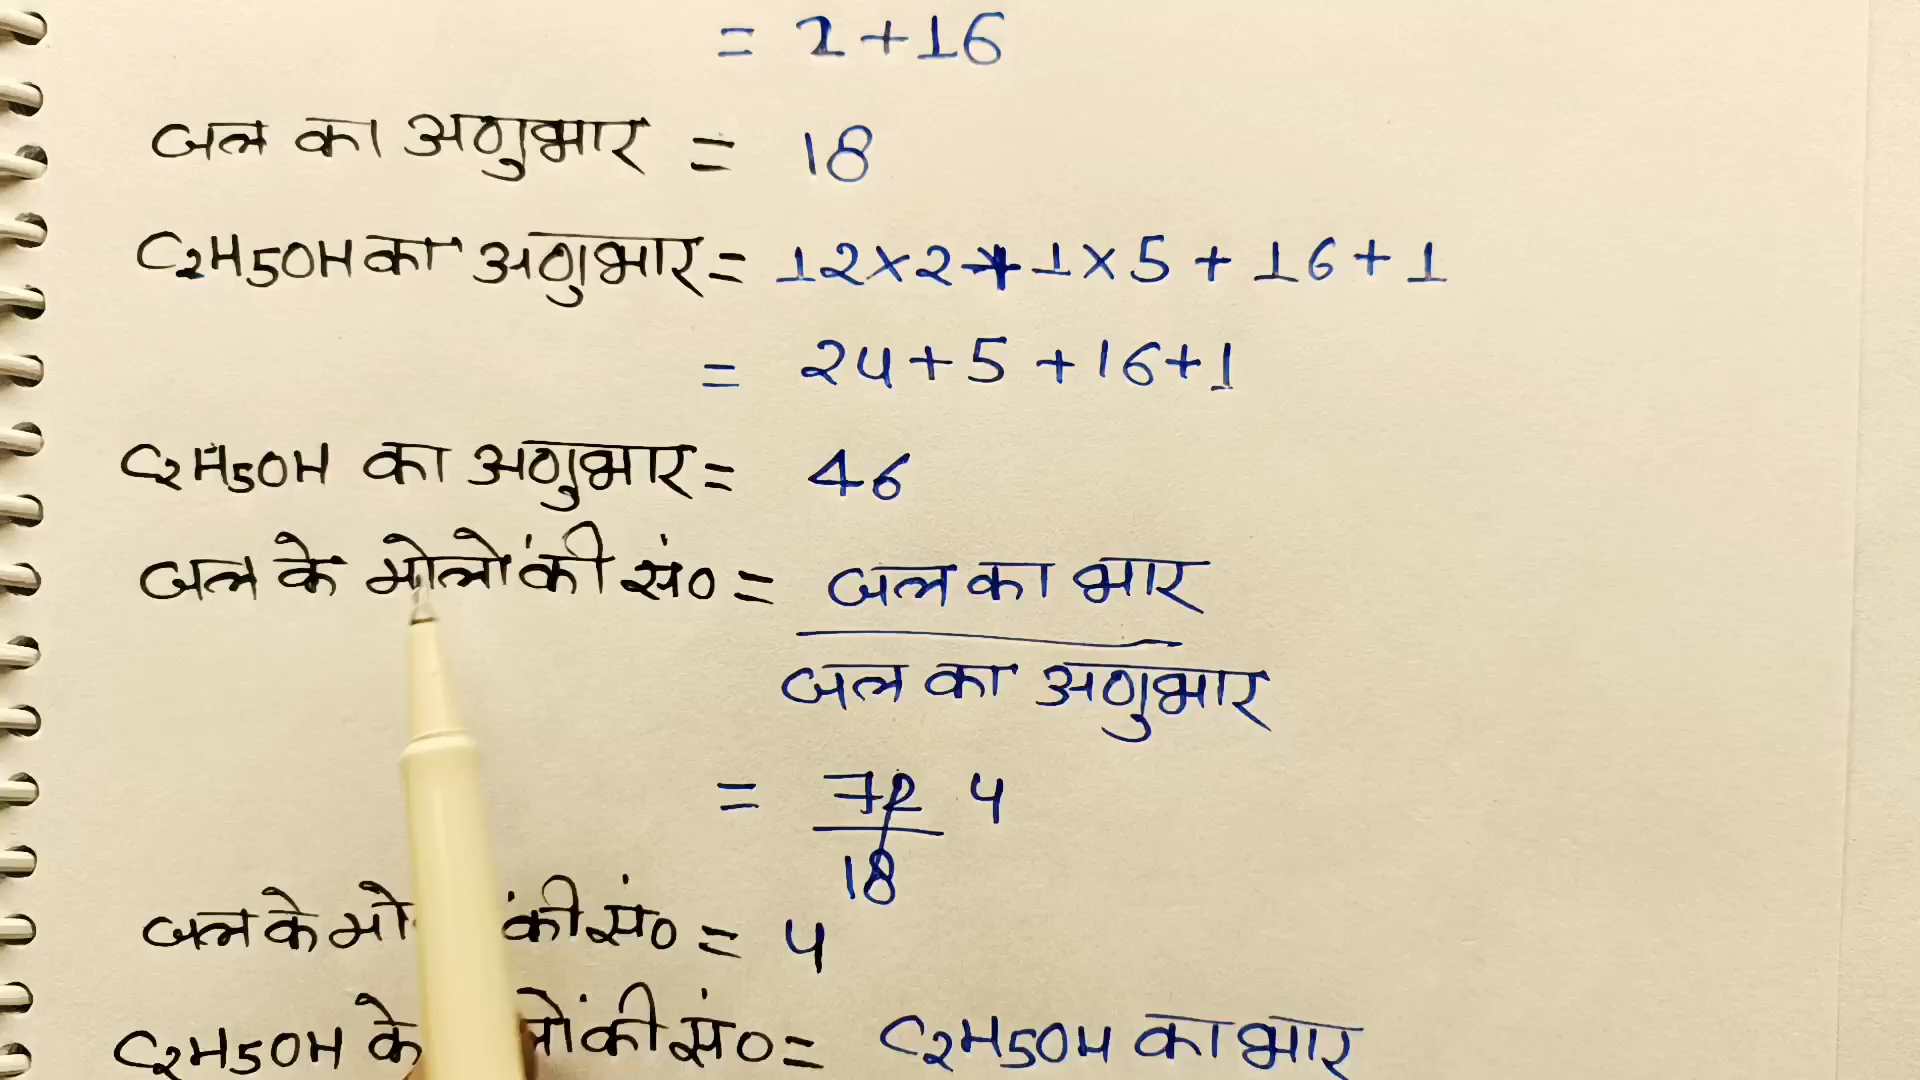 = 2+16
जल का अणुभार = 18
C2H5OH का अणुभार = 12×2+1×5+16+1
= 24+5+16+1
C2H5OH का अणुभार = 46
जल के मोलों की सं० = जल का भार
जल का अणुभार
= 72 4
18
जल के की सं० = 4
C2H5OH के की सं० = C2H5OH का भार